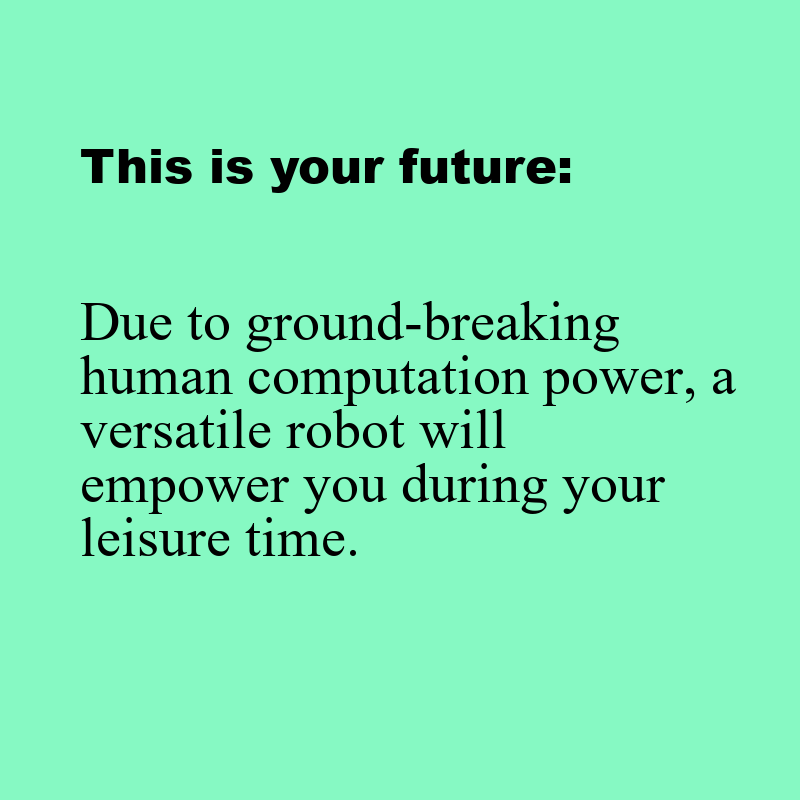 This is your future:
Due to ground-breaking
human computation power, a
versatile robot will
empower you during your
leisure time.